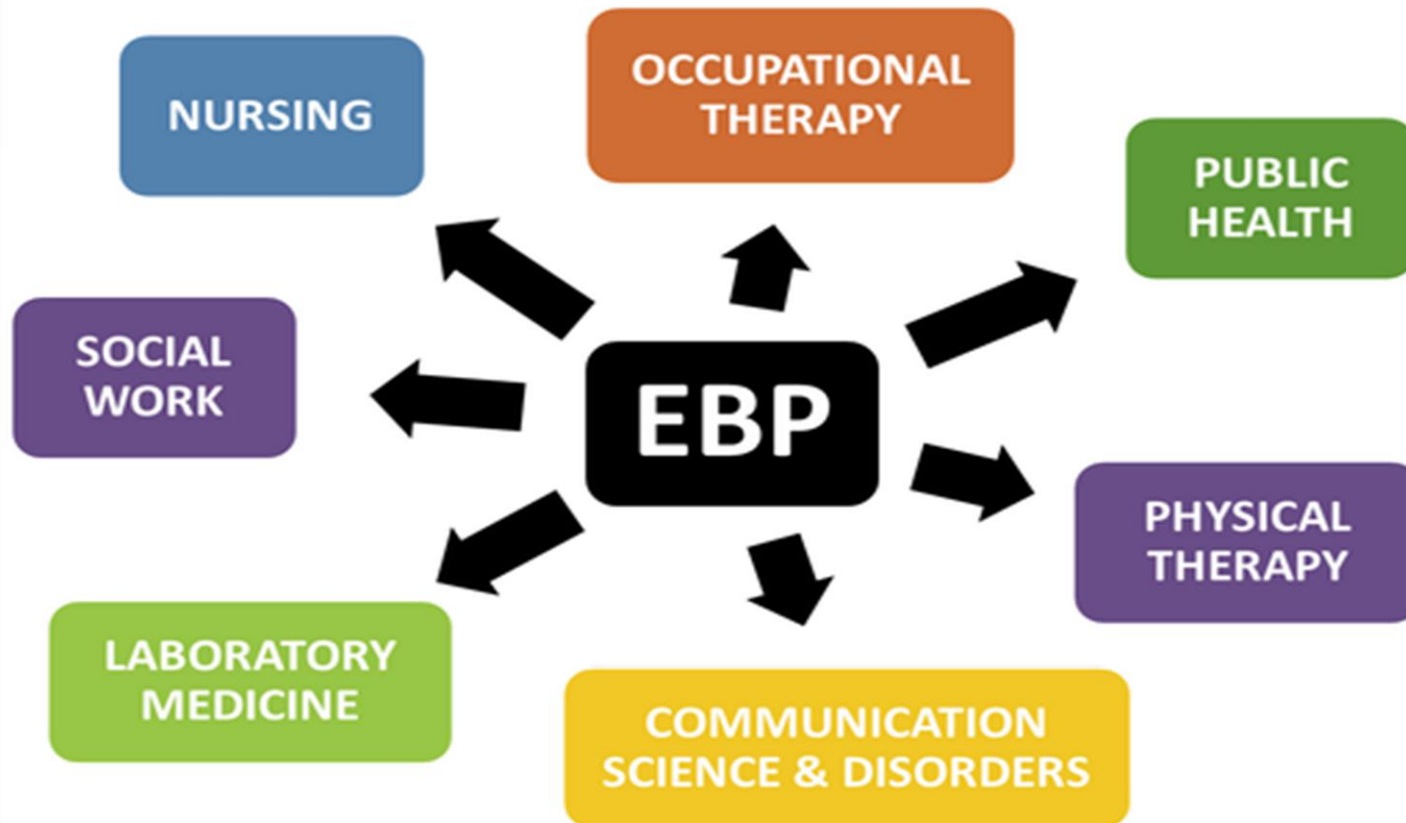 NURSING
OCCUPATIONAL
THERAPY
PUBLIC
HEALTH
SOCIAL
WORK
EBP
PHYSICAL
THERAPY
LABORATORY
MEDICINE
COMMUNICATION
SCIENCE & DISORDERS